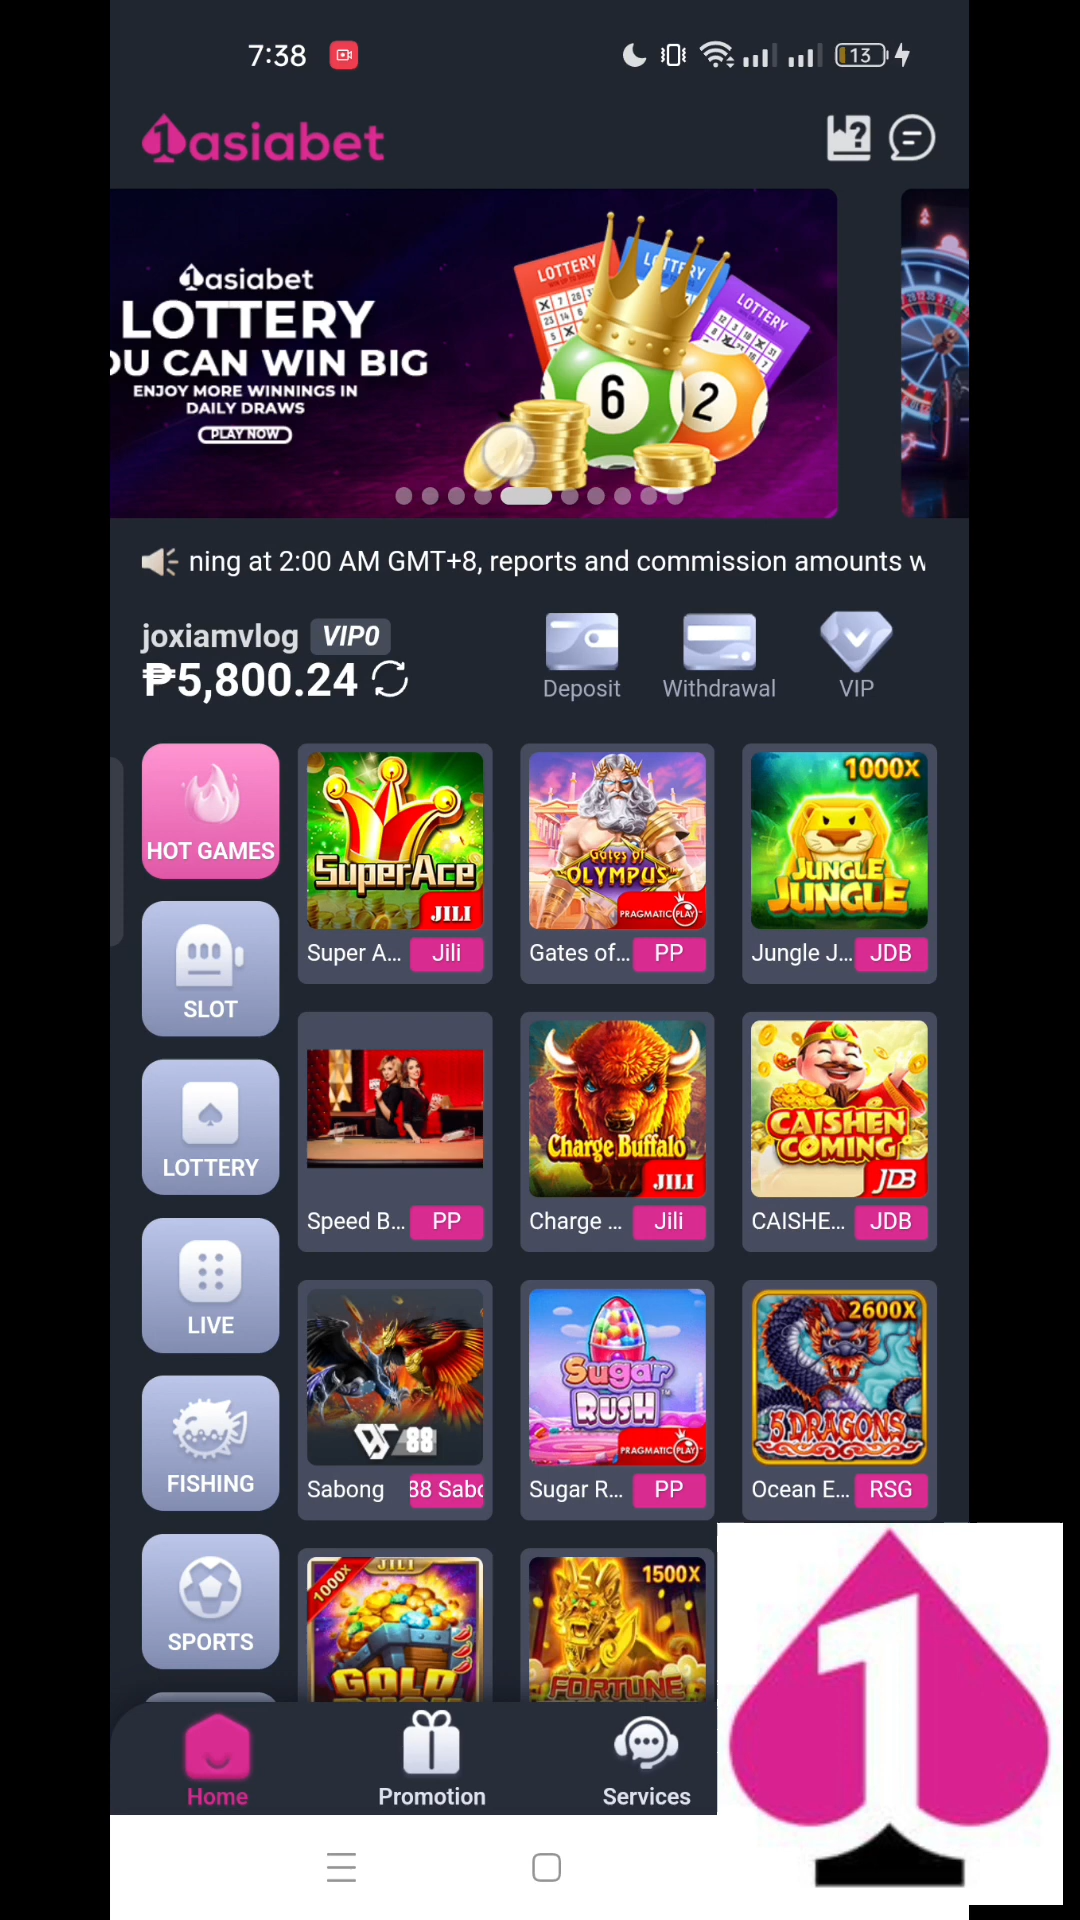 7:38
13
1asiabet
1asiabet
LOTTERY
OU CAN WIN BIG
ENJOY MORE WINNINGS IN
DAILY DRAWS
PLAY NOW
LOTTERY
LOTTERY
LOTTERY
6
2
ning at 2:00 AM GMT+8, reports and commission amounts w
joxiamvlog VIP0
₱5,800.24
Deposit
Withdrawal
VIP
HOT GAMES
SLOT
LOTTERY
LIVE
FISHING
SPORTS
SuperAce
JILI
Super A... Jili
Gates of
OLYMPUS
PRAGMATIC PLAY
Gates of... PP
1000X
JUNGLE
JUNGLE
Jungle J... JDB
Speed B... PP
Charge Buffalo
JILI
Charge ... Jili
CAISHEN
COMING
JDB
CAISHE... JDB
DS 88
Sabong 88 Sabo
Sugar
RUSH
PRAGMATIC PLAY
Sugar R... PP
2600X
5 DRAGONS
Ocean E... RSG
JILI
1000X
GOLD
1500X
FORTUNE
Home
Promotion
Services
1